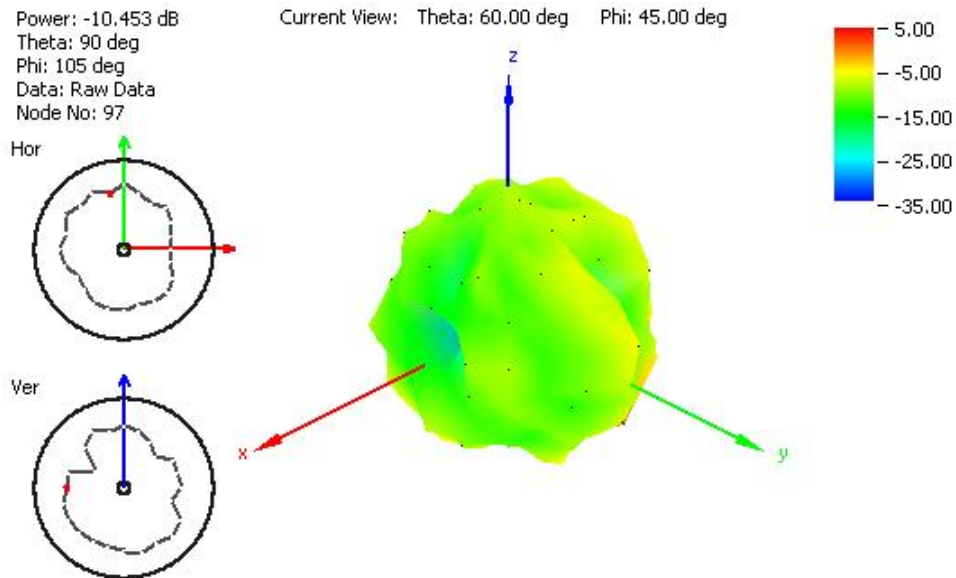 Power: -10.453 dB
Theta: 90 deg
Phi: 105 deg
Data: Raw Data
Node No: 97
Current View: Theta: 60.00 deg Phi: 45.00 deg
Hor
Ver
z
x
y
5.00
-5.00
-15.00
-25.00
-35.00